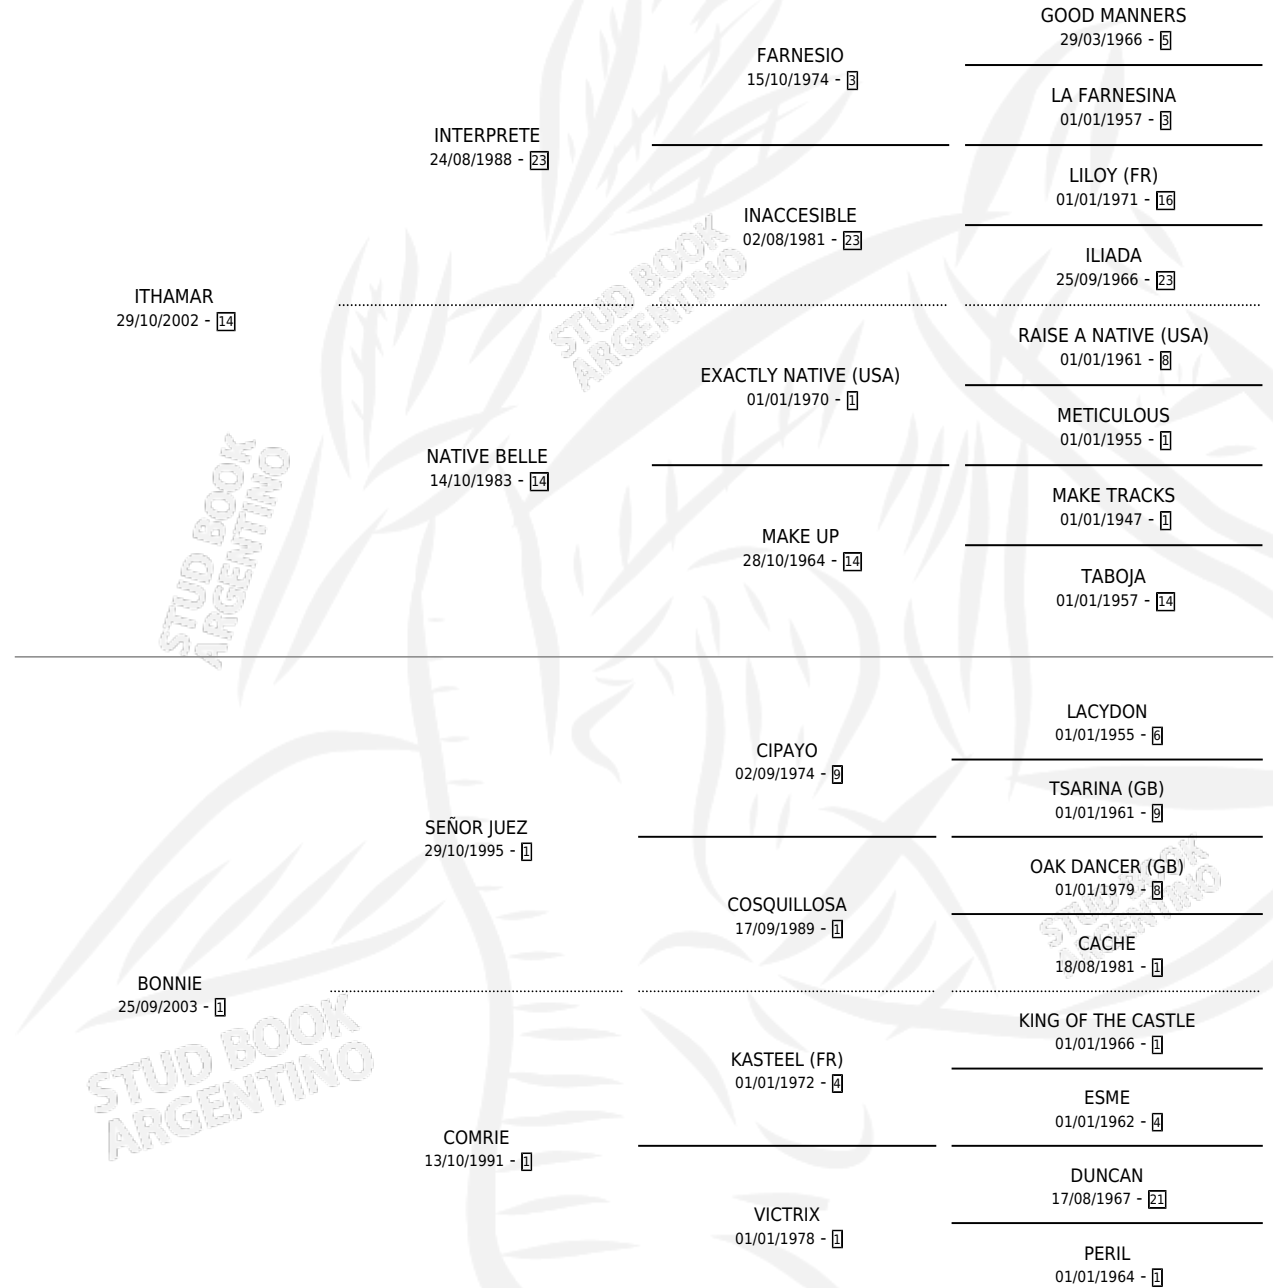 GOOD MANNERS
29/03/1966 - 5
FARNESIO
15/10/1974 - 3
LA FARNESINA
01/01/1957 - 3
INTERPRETE
24/08/1988 - 23
LILOY (FR)
01/01/1971 - 16
INACCESIBLE
02/08/1981 - 23
ILIADA
25/09/1966 - 23
STUD BOOK
ARGENTINO
ITHAMAR
29/10/2002 - 14
RAISE A NATIVE (USA)
01/01/1961 - 8
EXACTLY NATIVE (USA)
01/01/1970 - 1
METICULOUS
01/01/1955 - 1
NATIVE BELLE
14/10/1983 - 14
MAKE TRACKS
01/01/1947 - 1
MAKE UP
28/10/1964 - 14
TABOJA
01/01/1957 - 14
STUD BOOK
ARGENTINO
LACYDON
01/01/1955 - 6
CIPAYO
02/09/1974 - 9
TSARINA (GB)
01/01/1961 - 9
SEÑOR JUEZ
29/10/1995 - 1
OAK DANCER (GB)
01/01/1979 - 8
COSQUILLOSA
17/09/1989 - 1
CACHE
18/08/1981 - 1
STUD BOOK
ARGENTINO
BONNIE
25/09/2003 - 1
KING OF THE CASTLE
01/01/1966 - 1
KASTEEL (FR)
01/01/1972 - 4
ESME
01/01/1962 - 4
STUD BOOK
ARGENTINO
COMRIE
13/10/1991 - 1
DUNCAN
17/08/1967 - 21
VICTRIX
01/01/1978 - 1
PERIL
01/01/1964 - 1